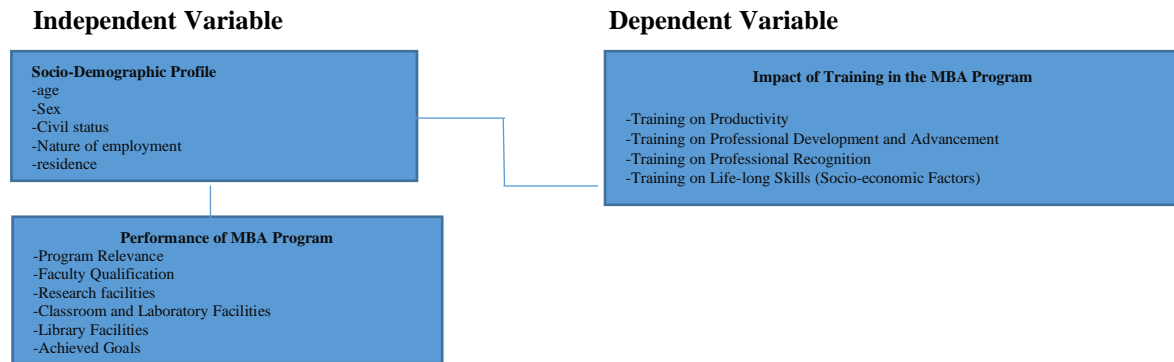 Independent Variable
Socio-Demographic Profile
-age
-Sex
-Civil status
-Nature of employment
-residence
Performance of MBA Program
-Program Relevance
-Faculty Qualification
-Research facilities
-Classroom and Laboratory Facilities
-Library Facilities
-Achieved Goals
Dependent Variable
Impact of Training in the MBA Program
-Training on Productivity
-Training on Professional Development and Advancement
-Training on Professional Recognition
-Training on Life-long Skills (Socio-economic Factors)